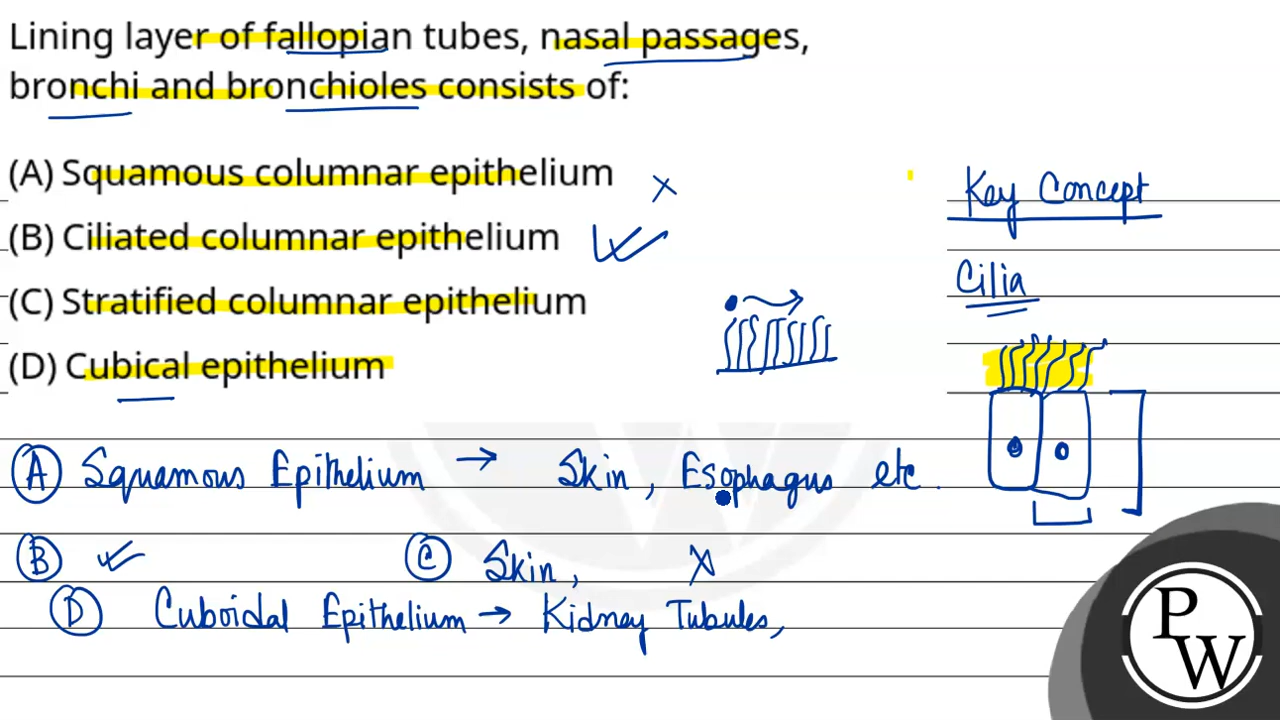 Lining layer of fallopian tubes, nasal passages,
bronchi and bronchioles consists of:
(A) Squamous columnar epithelium
(B) Ciliated columnar epithelium
(C) Stratified columnar epithelium
(D) Cubical epithelium
Key Concept
Cilia
(A) Squamous Epithelium → Skin, Esophagus etc.
(B) ✓ (C) Skin, X
(D) Cuboidal Epithelium → Kidney Tubules,
PW